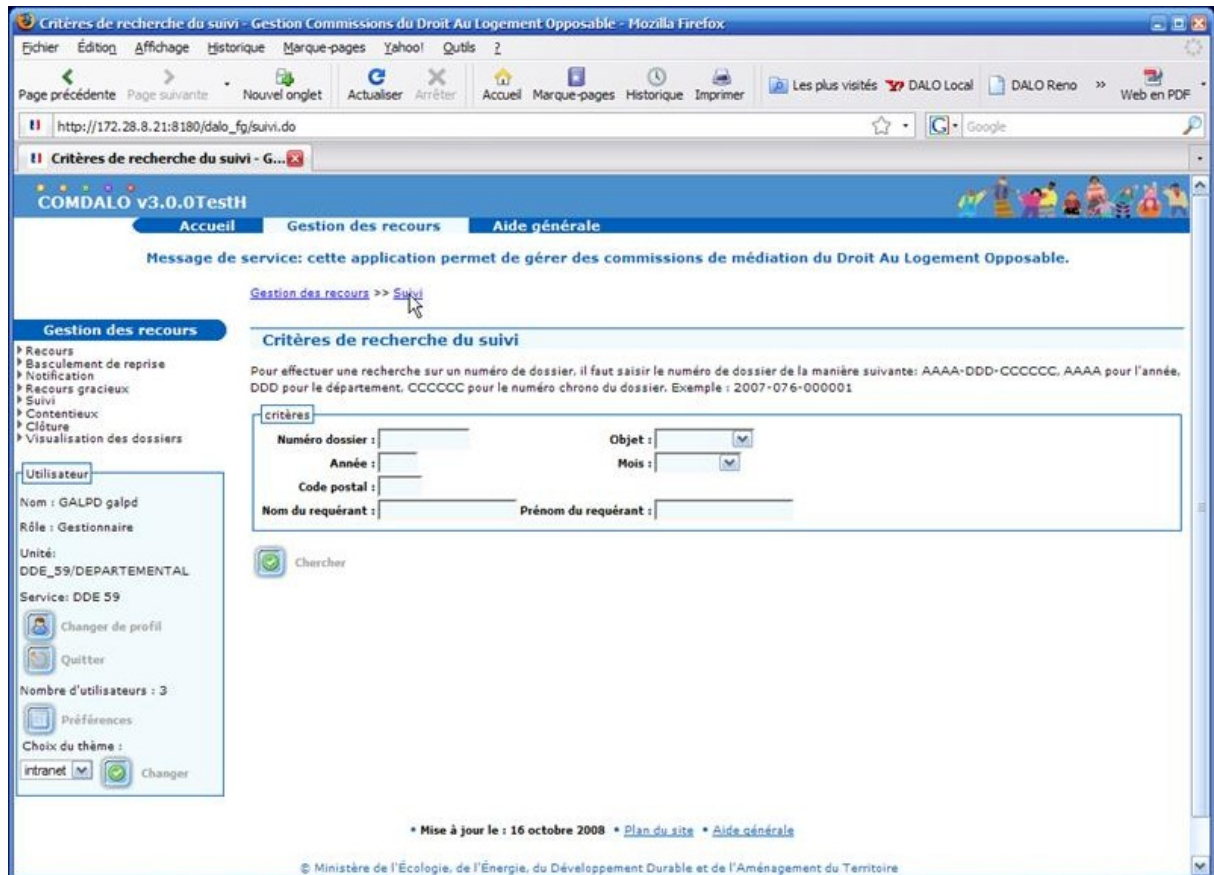 Critères de recherche du suivi - Gestion Commissions du Droit Au Logement Opposable - Mozilla Firefox
Fichier Édition Affichage Historique Marque-pages Yahoo! Outils ?
Page précédente Page suivante Nouvel onglet Actualiser Arrêter Accueil Marque-pages Historique Imprimer Les plus visités DALO Local DALO Reno » Web en PDF
http://172.28.8.21:8180/dalo_fg/suivi.do
G Google
Critères de recherche du suivi - G...
COMDALO v3.0.0TestH
Accueil Gestion des recours Aide générale
Message de service: cette application permet de gérer des commissions de médiation du Droit Au Logement Opposable.
Gestion des recours >> Suivi
Gestion des recours
Recours
Basculement de reprise
Notification
Recours gracieux
Suivi
Contentieux
Clôture
Visualisation des dossiers
Utilisateur
Nom : GALPD galpd
Rôle : Gestionnaire
Unité:
DDE_59/DEPARTEMENTAL
Service: DDE 59
Changer de profil
Quitter
Nombre d'utilisateurs : 3
Préférences
Choix du thème :
intranet Changer
Critères de recherche du suivi
Pour effectuer une recherche sur un numéro de dossier, il faut saisir le numéro de dossier de la manière suivante: AAAA-DDD-CCCCCC, AAAA pour l'année,
DDD pour le département, CCCCCC pour le numéro chrono du dossier. Exemple : 2007-076-000001
critères
Numéro dossier : Objet :
Année : Mois :
Code postal :
Nom du requérant : Prénom du requérant :
Chercher
• Mise à jour le : 16 octobre 2008 • Plan du site • Aide générale
© Ministère de l'Écologie, de l'Énergie, du Développement Durable et de l'Aménagement du Territoire